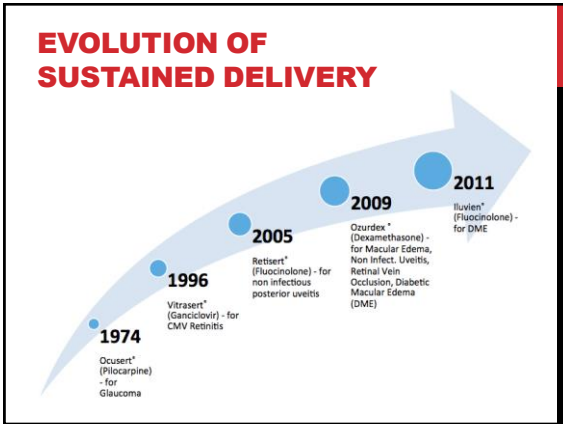 EVOLUTION OF
SUSTAINED DELIVERY
1974
Ocusert*
(Pilocarpine)
- for
Glaucoma
1996
Vitrasert*
(Ganciclovir) - for
CMV Retinitis
2005
Retisert*
(Fluocinolone) - for
non infectious
posterior uveitis
2009
Ozurdex *
(Dexamethasone) -
for Macular Edema,
Non Infect. Uveitis,
Retinal Vein
Occlusion, Diabetic
Macular Edema
(DME)
2011
Iluvien*
(Fluocinolone) -
for DME